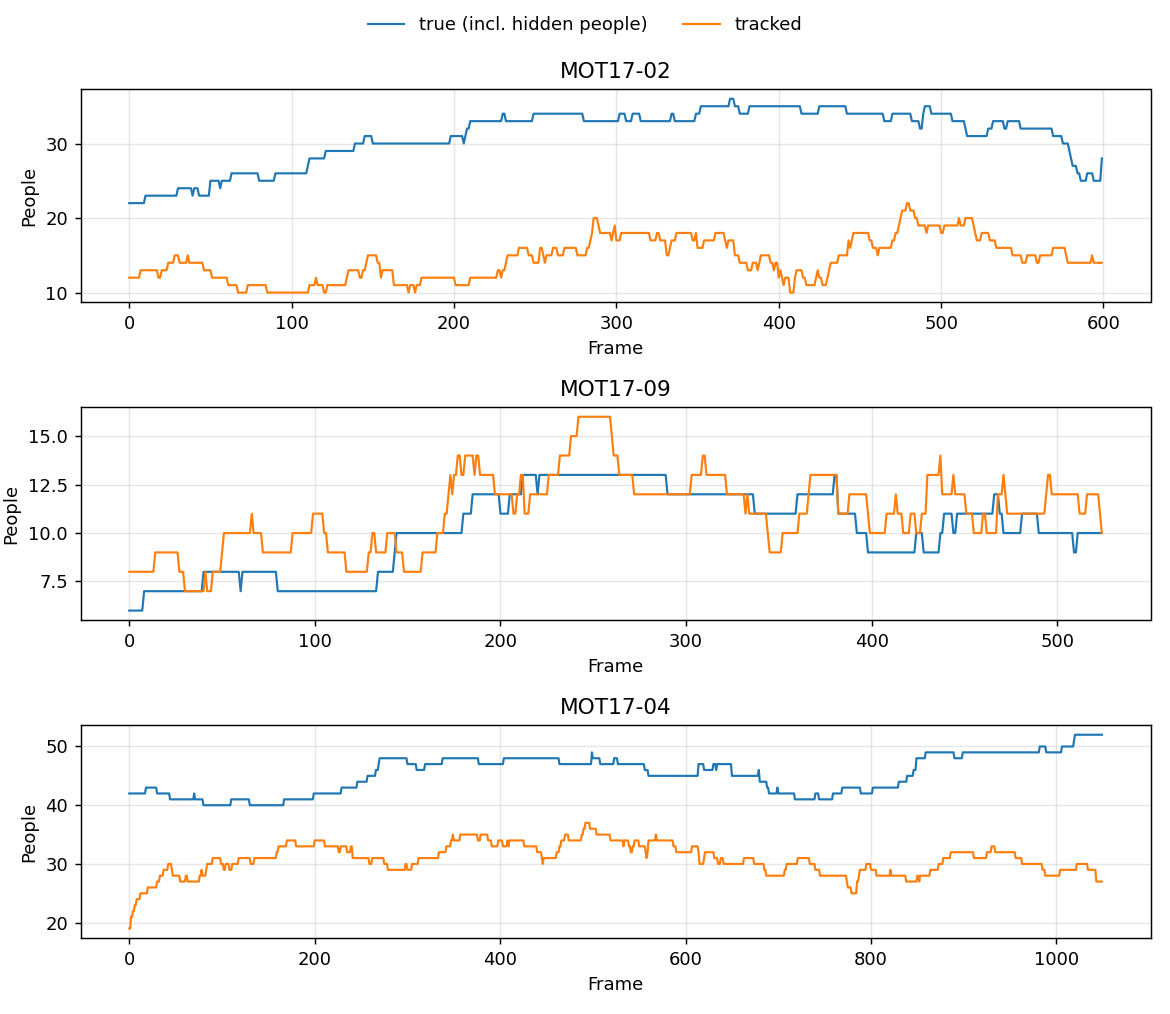 true (incl. hidden people) tracked
MOT17-02
People
30
20
10
0 100 200 300 400 500 600
Frame
MOT17-09
People
15.0
12.5
10.0
7.5
0 100 200 300 400 500
Frame
MOT17-04
People
50
40
30
20
0 200 400 600 800 1000
Frame